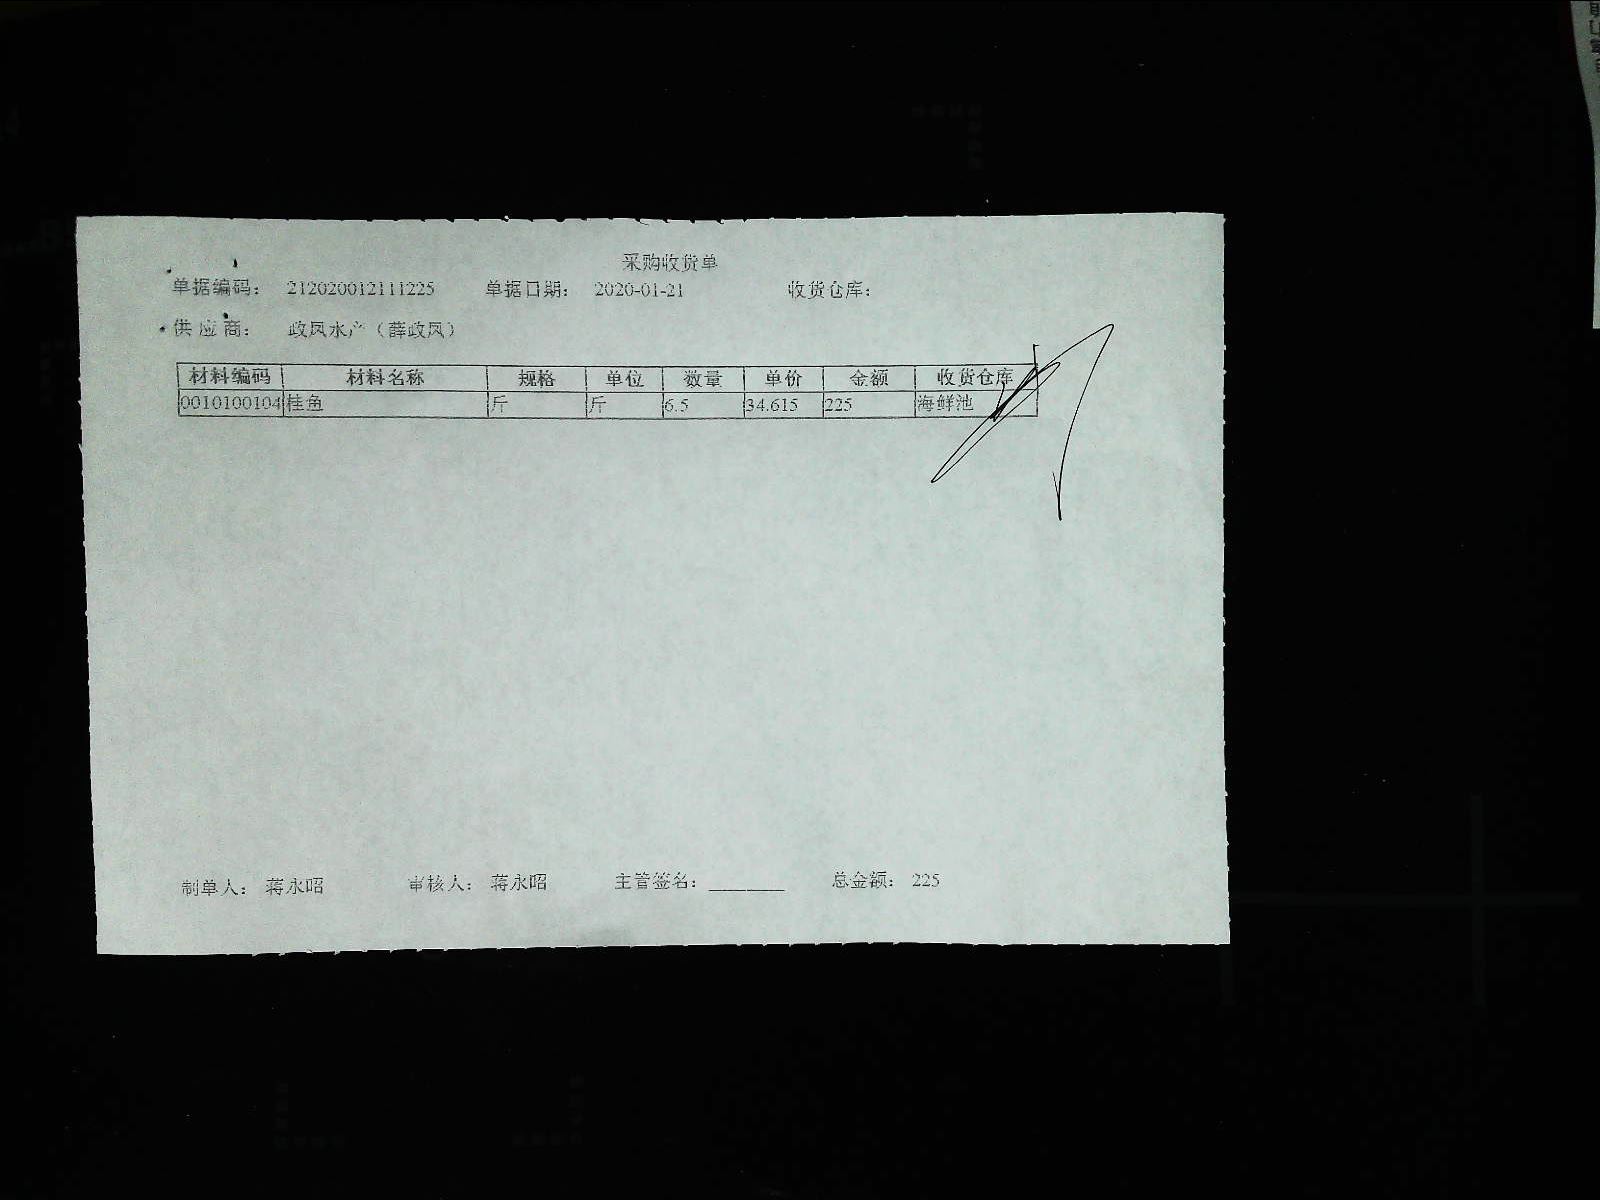 采购收货单
单据编码： 212020012111225 单据日期： 2020-01-21 收货仓库：
供应商： 政凤水产（薛政凤）
材料编码 材料名称 规格 单位 数量 单价 金额 收货仓库
0010100104 桂鱼 斤 斤 6.5 34.615 225 海鲜池
制单人： 蒋永昭 审核人： 蒋永昭 主管签名：________ 总金额： 225